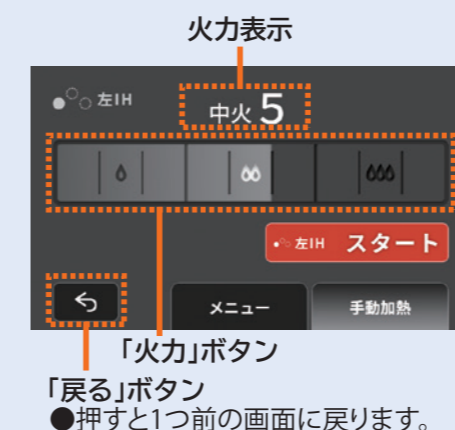 火力表示
左IH
中火 5
左IH スタート
メニュー
手動加熱
「火力」ボタン
「戻る」ボタン
●押すと1つ前の画面に戻ります。